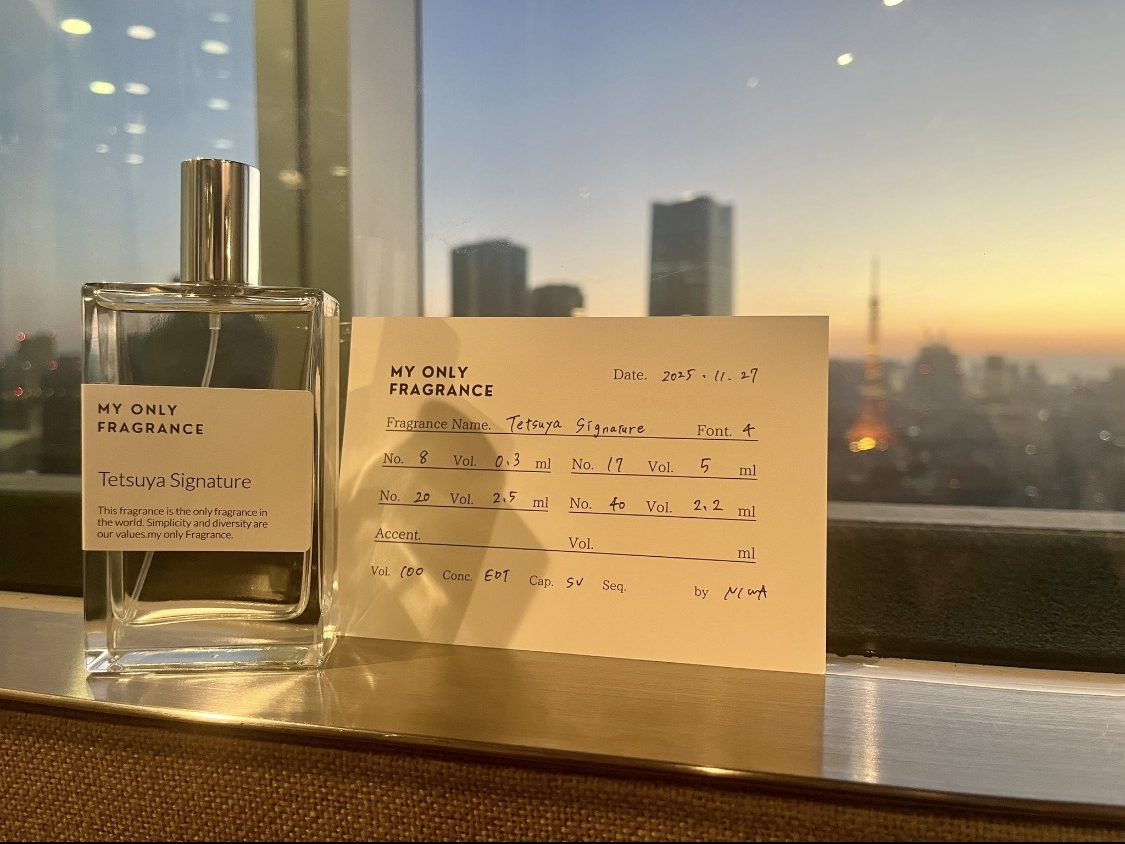 MY ONLY
FRAGRANCE
Tetsuya Signature
This fragrance is the only fragrance in
the world. Simplicity and diversity are
our values.my only Fragrance.
MY ONLY
FRAGRANCE
Date. 2025.11.27
Fragrance Name. Tetsuya Signature Font. 4
No. 8 Vol. 0.3 ml No. 17 Vol. 5 ml
No. 20 Vol. 2.5 ml No. 40 Vol. 2.2 ml
Accent. Vol. ml
Vol. 100 Conc. EDT Cap. SV Seq. by NIWA